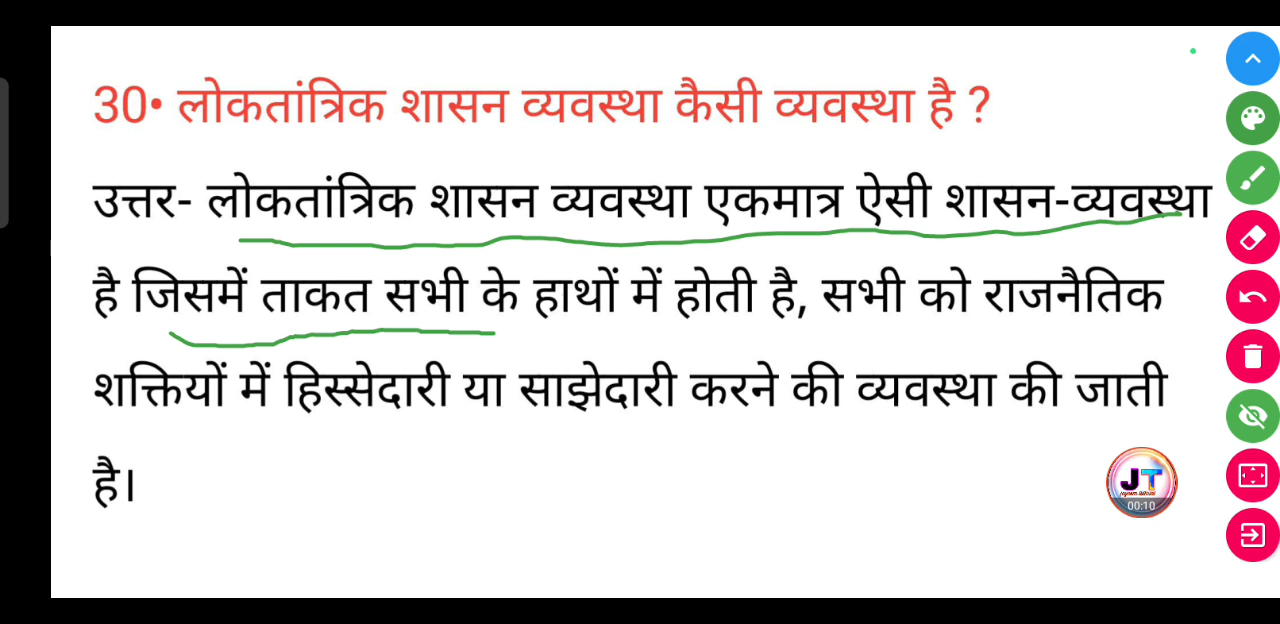 30• लोकतांत्रिक शासन व्यवस्था कैसी व्यवस्था है ?
उत्तर- लोकतांत्रिक शासन व्यवस्था एकमात्र ऐसी शासन-व्यवस्था
है जिसमें ताकत सभी के हाथों में होती है, सभी को राजनैतिक
शक्तियों में हिस्सेदारी या साझेदारी करने की व्यवस्था की जाती
है।
JT
00:10